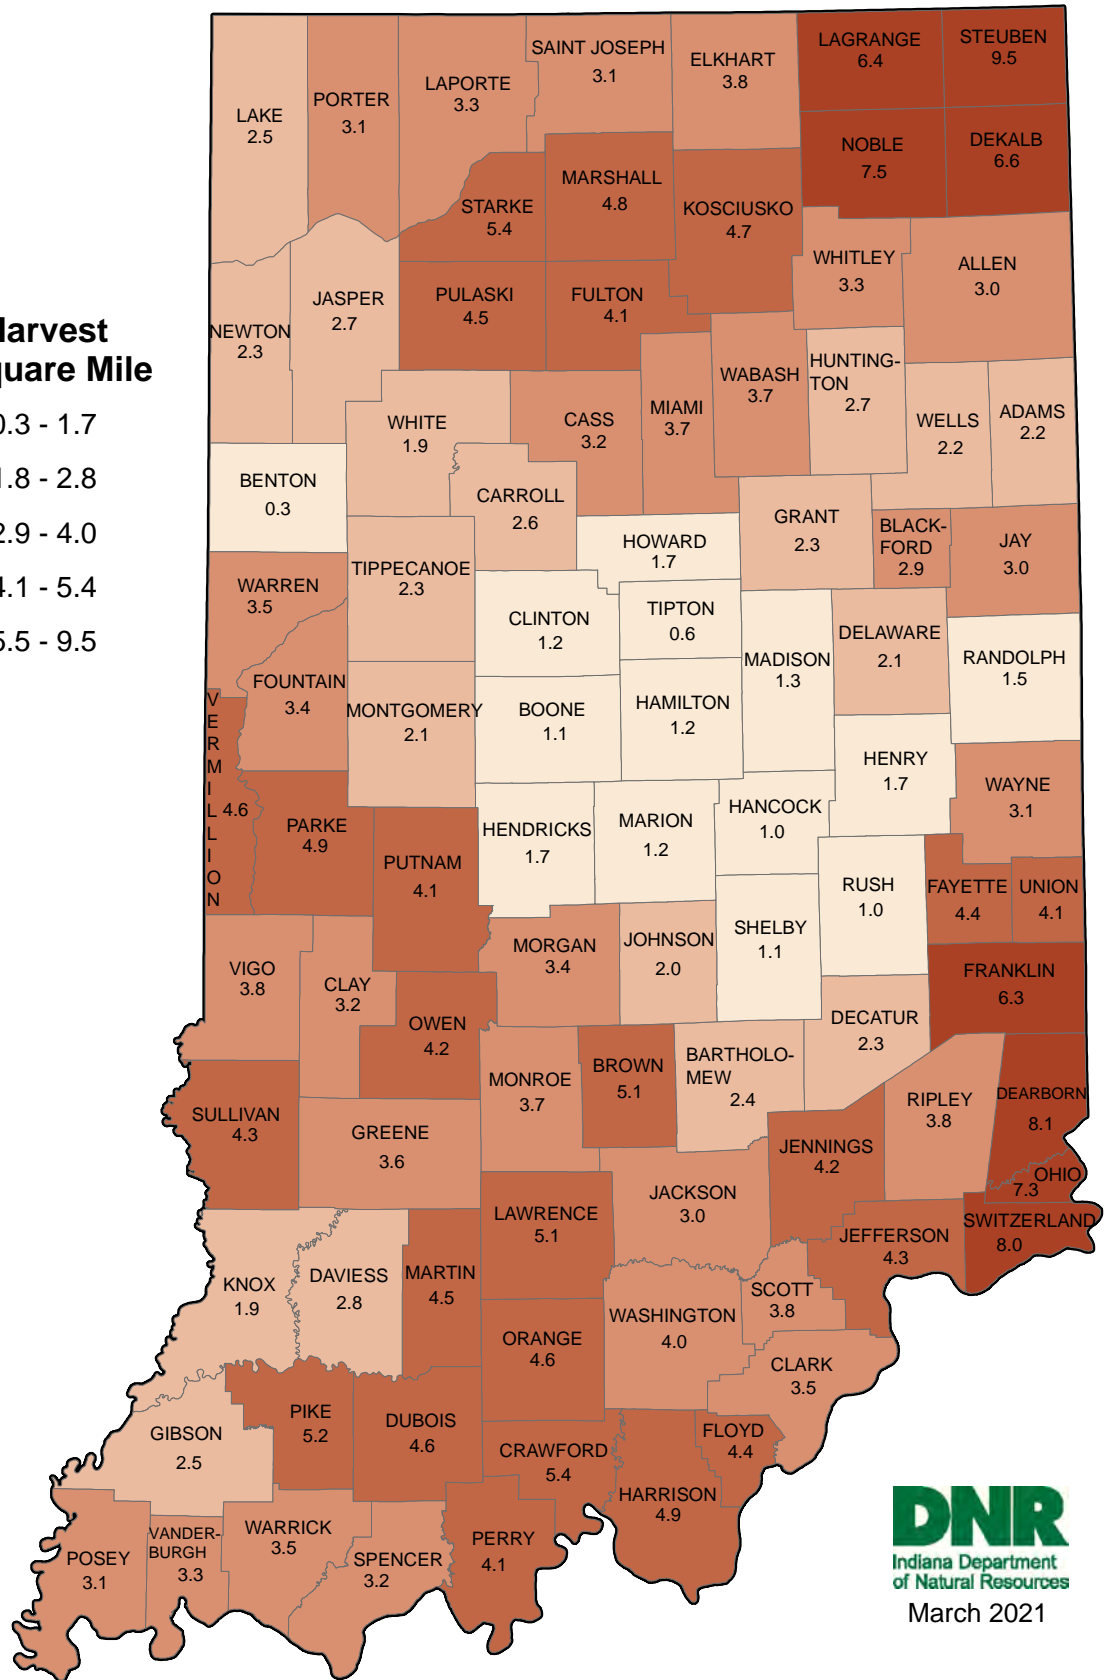 LAGRANGE
6.4
STEUBEN
9.5
SAINT JOSEPH
3.1
ELKHART
3.8
LAPORTE
3.3
PORTER
3.1
LAKE
2.5
NOBLE
7.5
DEKALB
6.6
MARSHALL
4.8
STARKE
5.4
KOSCIUSKO
4.7
WHITLEY
3.3
ALLEN
3.0
JASPER
2.7
PULASKI
4.5
FULTON
4.1
NEWTON
2.3
arvest
uare Mile
0.3 - 1.7
1.8 - 2.8
2.9 - 4.0
4.1 - 5.4
5.5 - 9.5
WABASH
3.7
HUNTING-
TON
2.7
WHITE
1.9
CASS
3.2
MIAMI
3.7
WELLS
2.2
ADAMS
2.2
BENTON
0.3
CARROLL
2.6
GRANT
2.3
BLACK-
FORD
2.9
JAY
3.0
HOWARD
1.7
WARREN
3.5
TIPPECANOE
2.3
CLINTON
1.2
TIPTON
0.6
MADISON
1.3
DELAWARE
2.1
RANDOLPH
1.5
FOUNTAIN
3.4
MONTGOMERY
2.1
BOONE
1.1
HAMILTON
1.2
HENRY
1.7
WAYNE
3.1
VERMILLION
4.6
PARKE
4.9
PUTNAM
4.1
HENDRICKS
1.7
MARION
1.2
HANCOCK
1.0
RUSH
1.0
FAYETTE
4.4
UNION
4.1
SHELBY
1.1
MORGAN
3.4
JOHNSON
2.0
VIGO
3.8
CLAY
3.2
FRANKLIN
6.3
OWEN
4.2
DECATUR
2.3
MONROE
3.7
BROWN
5.1
BARTHOLO-
MEW
2.4
RIPLEY
3.8
DEARBORN
8.1
SULLIVAN
4.3
GREENE
3.6
JENNINGS
4.2
OHIO
7.3
LAWRENCE
5.1
JACKSON
3.0
JEFFERSON
4.3
SWITZERLAND
8.0
KNOX
1.9
DAVIESS
2.8
MARTIN
4.5
SCOTT
3.8
WASHINGTON
4.0
ORANGE
4.6
CLARK
3.5
PIKE
5.2
DUBOIS
4.6
GIBSON
2.5
CRAWFORD
5.4
FLOYD
4.4
HARRISON
4.9
POSEY
3.1
VANDER-
BURGH
3.3
WARRICK
3.5
SPENCER
3.2
PERRY
4.1
DNR
Indiana Department
of Natural Resources
March 2021